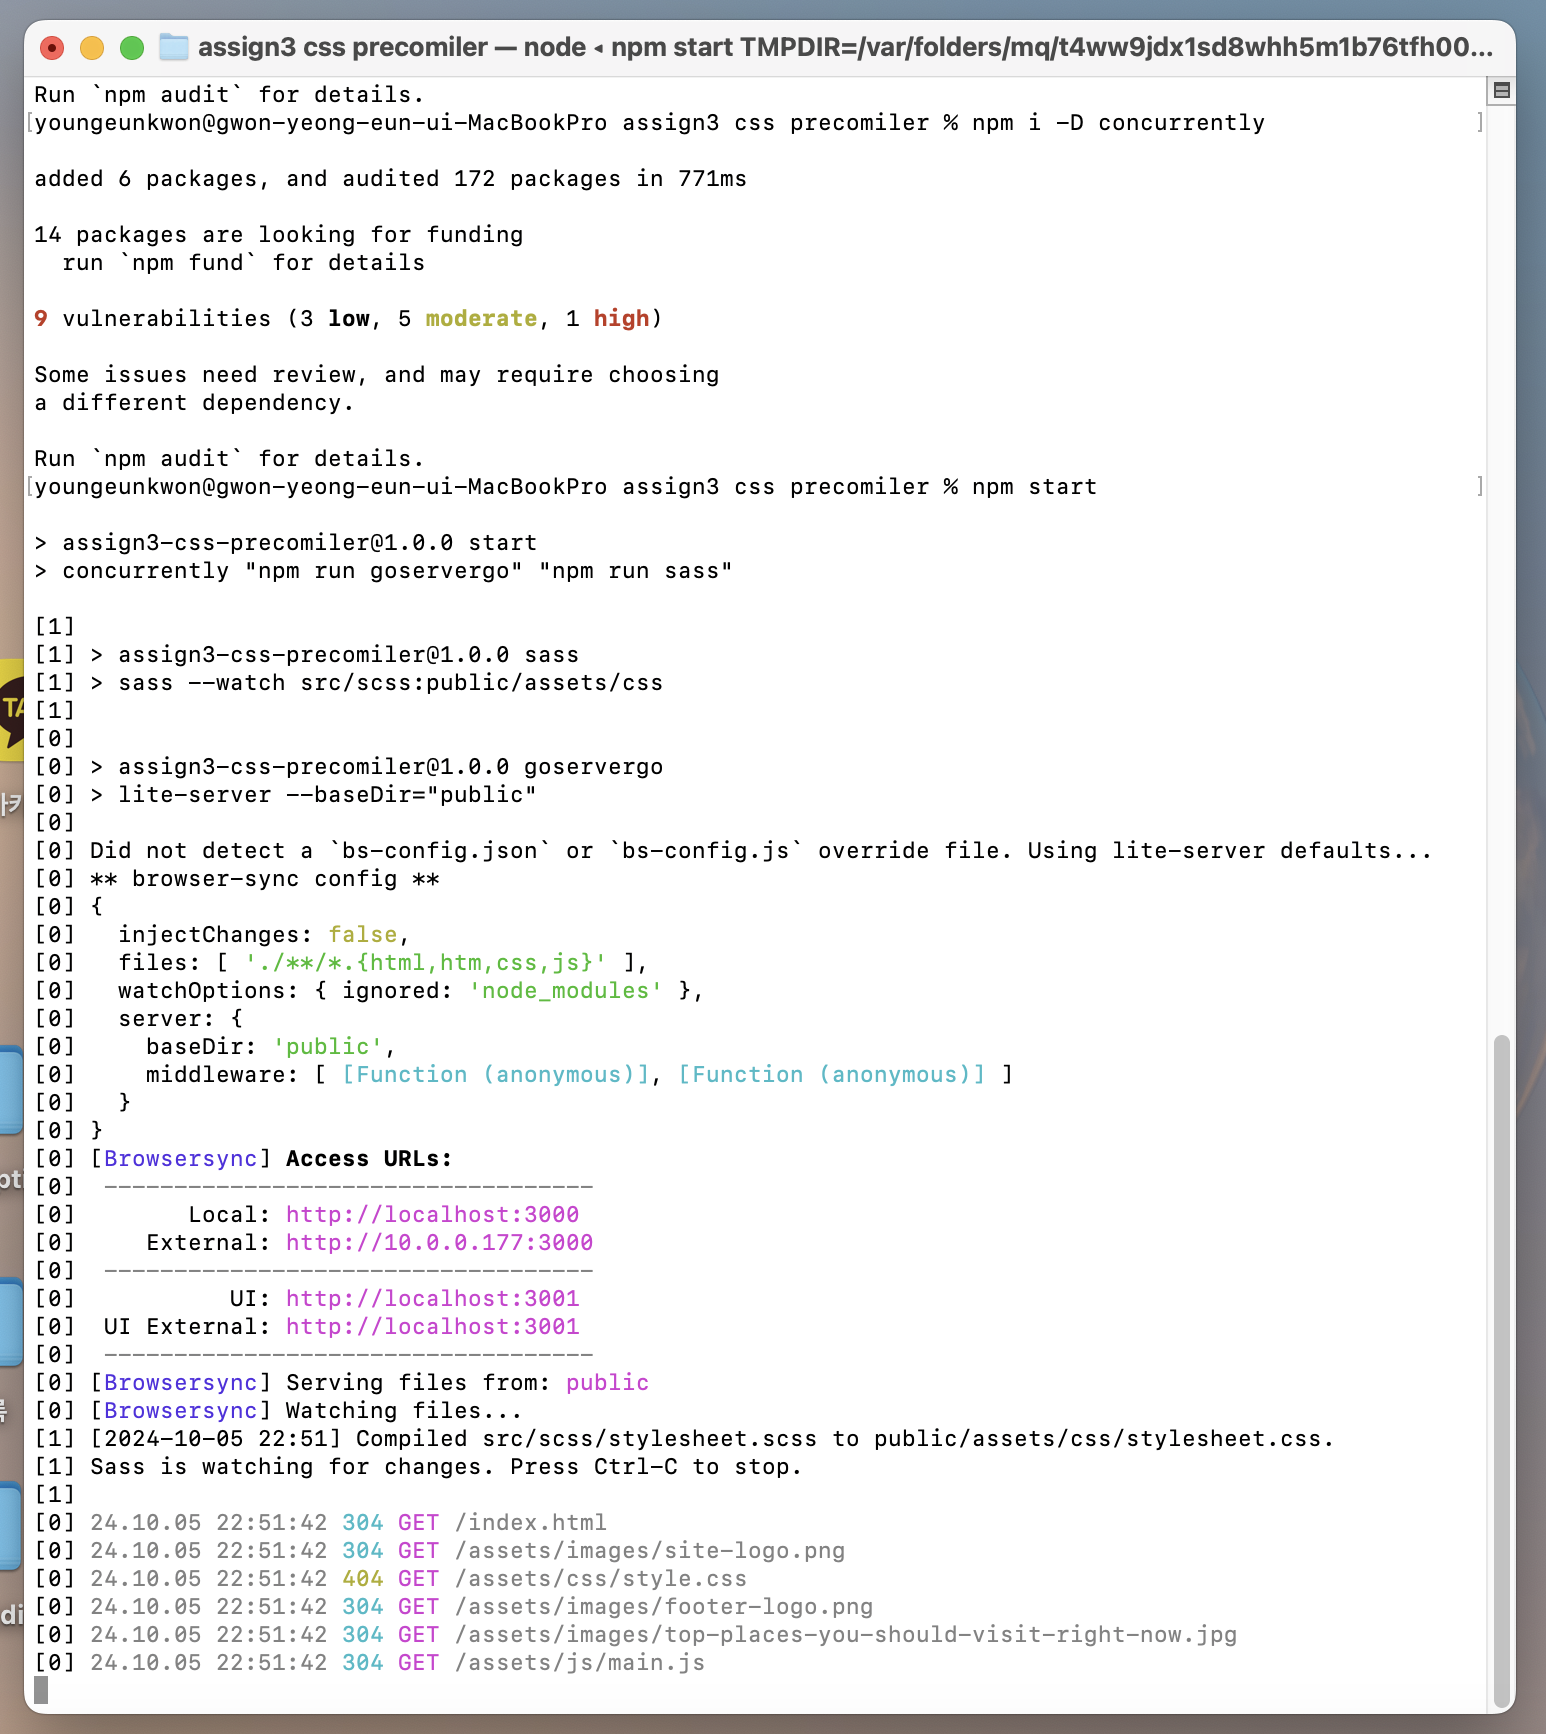 assign3 css precomiler — node ◂ npm start TMPDIR=/var/folders/mq/t4ww9jdx1sd8whh5m1b76tfh00...
Run `npm audit` for details.
[youngeunkwon@gwon-yeong-eun-ui-MacBookPro assign3 css precomiler % npm i -D concurrently ]
added 6 packages, and audited 172 packages in 771ms
14 packages are looking for funding
  run `npm fund` for details
9 vulnerabilities (3 low, 5 moderate, 1 high)
Some issues need review, and may require choosing
a different dependency.
Run `npm audit` for details.
[youngeunkwon@gwon-yeong-eun-ui-MacBookPro assign3 css precomiler % npm start ]
> assign3-css-precomiler@1.0.0 start
> concurrently "npm run goservergo" "npm run sass"
[1]
[1] > assign3-css-precomiler@1.0.0 sass
[1] > sass --watch src/scss:public/assets/css
[1]
[0]
[0] > assign3-css-precomiler@1.0.0 goservergo
[0] > lite-server --baseDir="public"
[0]
[0] Did not detect a `bs-config.json` or `bs-config.js` override file. Using lite-server defaults...
[0] ** browser-sync config **
[0] {
[0]   injectChanges: false,
[0]   files: [ './**/*.{html,htm,css,js}' ],
[0]   watchOptions: { ignored: 'node_modules' },
[0]   server: {
[0]     baseDir: 'public',
[0]     middleware: [ [Function (anonymous)], [Function (anonymous)] ]
[0]   }
[0] }
[0] [Browsersync] Access URLs:
[0]  -----------------------------------
[0]        Local: http://localhost:3000
[0]     External: http://10.0.0.177:3000
[0]  -----------------------------------
[0]           UI: http://localhost:3001
[0]  UI External: http://localhost:3001
[0]  -----------------------------------
[0] [Browsersync] Serving files from: public
[0] [Browsersync] Watching files...
[1] [2024-10-05 22:51] Compiled src/scss/stylesheet.scss to public/assets/css/stylesheet.css.
[1] Sass is watching for changes. Press Ctrl-C to stop.
[1]
[0] 24.10.05 22:51:42 304 GET /index.html
[0] 24.10.05 22:51:42 304 GET /assets/images/site-logo.png
[0] 24.10.05 22:51:42 404 GET /assets/css/style.css
[0] 24.10.05 22:51:42 304 GET /assets/images/footer-logo.png
[0] 24.10.05 22:51:42 304 GET /assets/images/top-places-you-should-visit-right-now.jpg
[0] 24.10.05 22:51:42 304 GET /assets/js/main.js